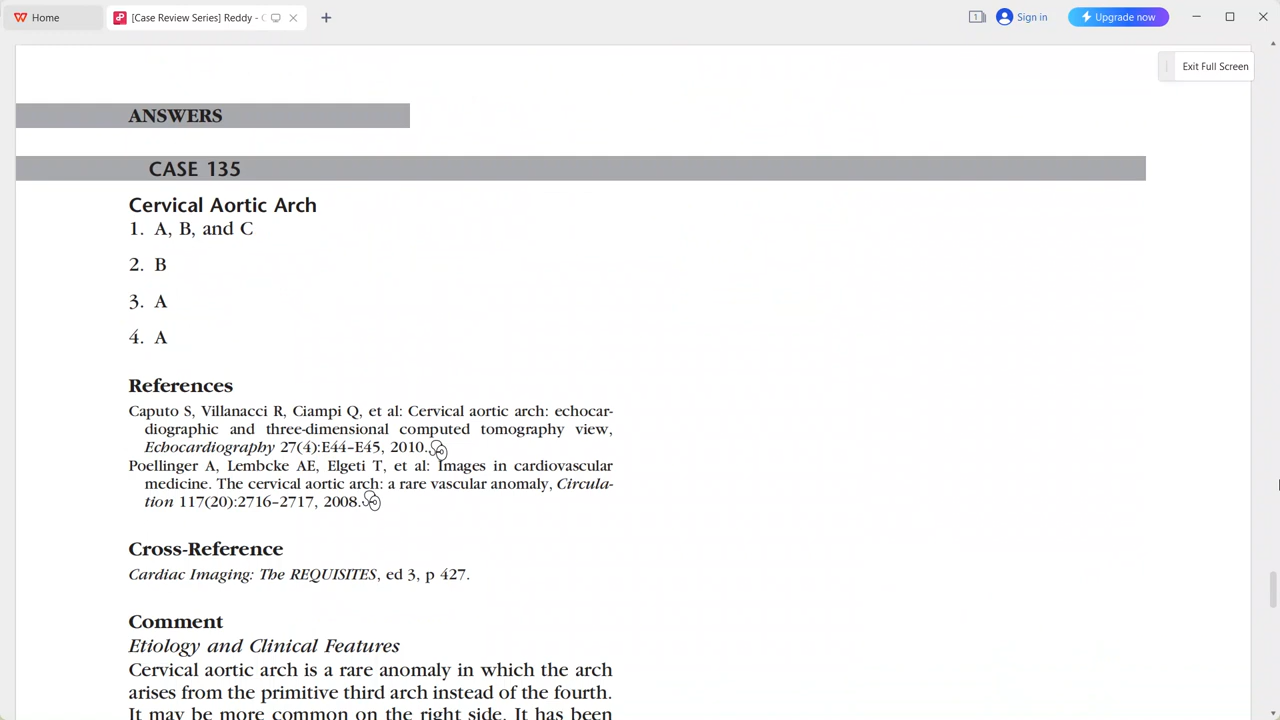 Home
[Case Review Series] Reddy -
1
Sign in
Upgrade now
Exit Full Screen
ANSWERS
CASE 135
Cervical Aortic Arch
1. A, B, and C
2. B
3. A
4. A
References
Caputo S, Villanacci R, Ciampi Q, et al: Cervical aortic arch: echocar-
diographic and three-dimensional computed tomography view,
Echocardiography 27(4):E44–E45, 2010.
Poellinger A, Lembcke AE, Elgeti T, et al: Images in cardiovascular
medicine. The cervical aortic arch: a rare vascular anomaly, Circula-
tion 117(20):2716–2717, 2008.
Cross-Reference
Cardiac Imaging: The REQUISITES, ed 3, p 427.
Comment
Etiology and Clinical Features
Cervical aortic arch is a rare anomaly in which the arch
arises from the primitive third arch instead of the fourth.
It may be more common on the right side. It has been